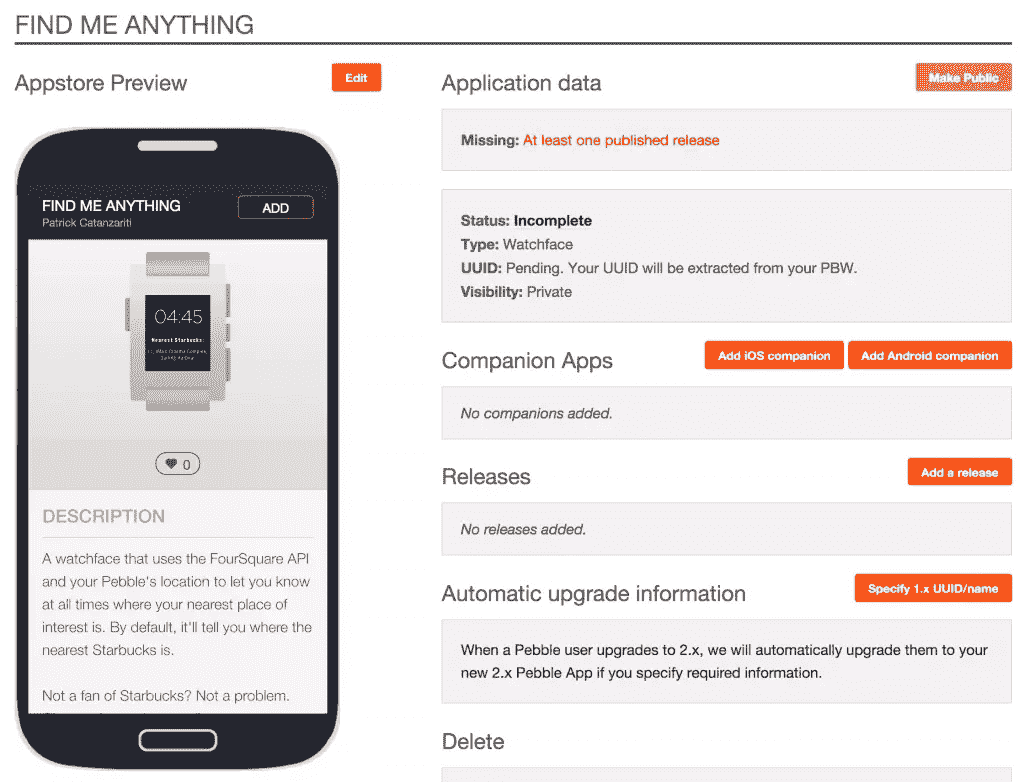 FIND ME ANYTHING
Appstore Preview
Edit
FIND ME ANYTHING
Patrick Catanzariti
ADD
04:45
Nearest Starbucks:
0
DESCRIPTION
A watchface that uses the FourSquare API
and your Pebble's location to let you know
at all times where your nearest place of
interest is. By default, it'll tell you where the
nearest Starbucks is.
Not a fan of Starbucks? Not a problem.
Application data
Make Public
Missing: At least one published release
Status: Incomplete
Type: Watchface
UUID: Pending. Your UUID will be extracted from your PBW.
Visibility: Private
Companion Apps
Add iOS companion
Add Android companion
No companions added.
Releases
Add a release
No releases added.
Automatic upgrade information
Specify 1.x UUID/name
When a Pebble user upgrades to 2.x, we will automatically upgrade them to your
new 2.x Pebble App if you specify required information.
Delete